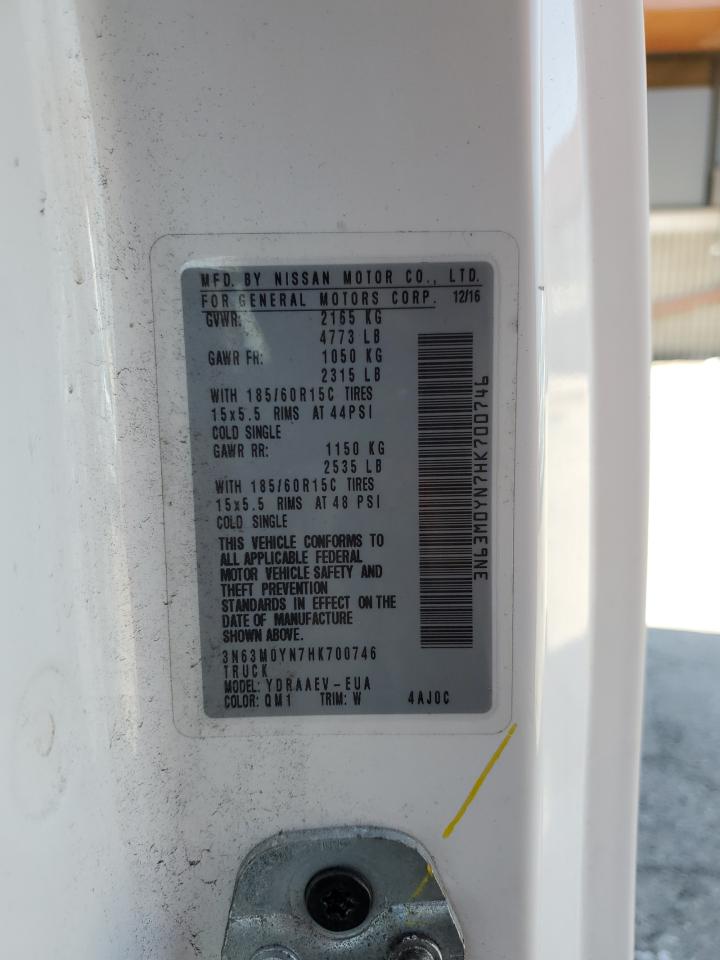 MFD. BY NISSAN MOTOR CO., LTD.
FOR GENERAL MOTORS CORP. 12/16
GVWR: 2165 KG
4773 LB
GAWR FH: 1050 KG
2315 LB
WITH 185/60R15C TIRES
15x5.5 RIMS AT 44PSI
COLD SINGLE
GAWR RR: 1150 KG
2535 LB
WITH 185/60R15C TIRES
15x5.5 RIMS AT 48 PSI
COLD SINGLE
THIS VEHICLE CONFORMS TO
ALL APPLICABLE FEDERAL
MOTOR VEHICLE SAFETY AND
THEFT PREVENTION
STANDARDS IN EFFECT ON THE
DATE OF MANUFACTURE
SHOWN ABOVE.
3N63M0YN7HK700746
TRUCK
MODEL: YDRAAEV-EUA
COLOR: QM1 TRIM: W 4AJ0C
3N63M0YN7HK700746